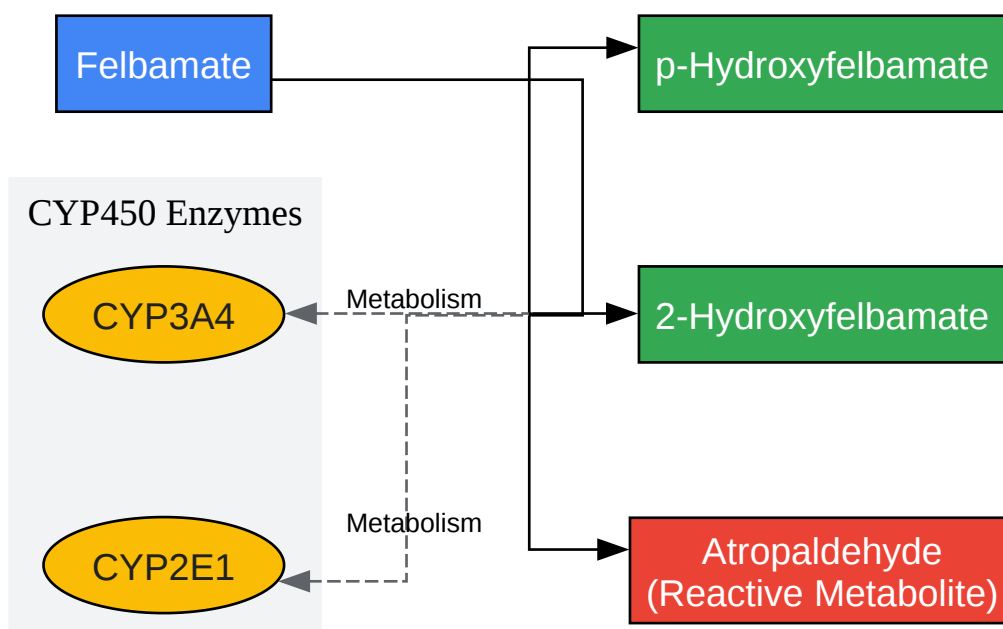 Felbamate
p-Hydroxyfelbamate
CYP450 Enzymes
CYP3A4
Metabolism
2-Hydroxyfelbamate
Metabolism
CYP2E1
Atropaldehyde
(Reactive Metabolite)